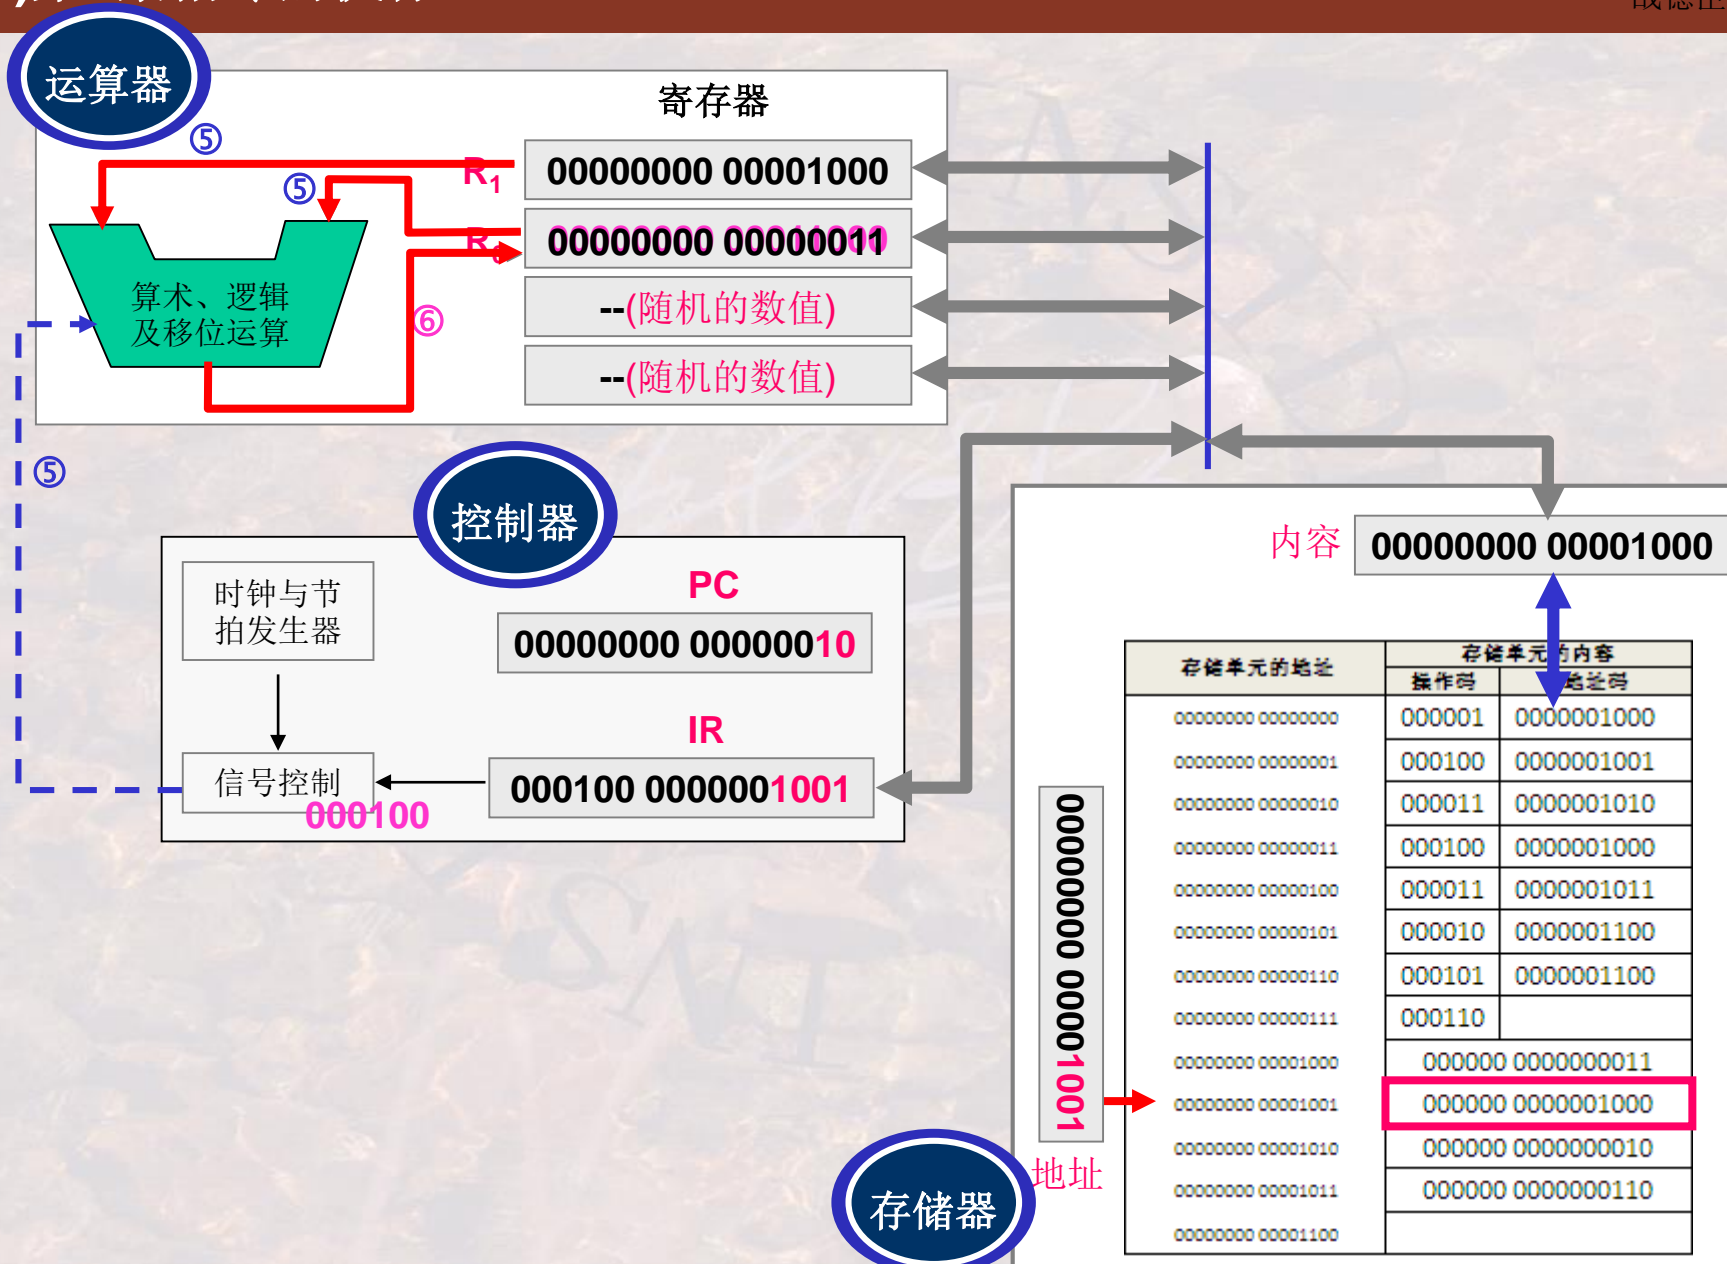 运算器
寄存器
⑤
R1
00000000 00001000
⑤
00000000 00000011
算术、逻辑
及移位运算
⑥
--(随机的数值)
--(随机的数值)
⑤
控制器
时钟与节
拍发生器
PC
00000000 00000010
IR
信号控制
000100 0000001001
000100
内容
00000000 00001000
存储单元的地址
存储单元的内容
操作码
地址码
00000000 00000000 000001 0000001000
00000000 00000001 000100 0000001001
00000000 00000010 000011 0000001010
00000000 00000011 000100 0000001000
00000000 00000100 000011 0000001011
00000000 00000101 000010 0000001100
00000000 00000110 000101 0000001100
00000000 00000111 000110
00000000 00001000 000000 0000000011
00000000 00001001 000000 0000001000
00000000 00001010 000000 0000000010
00000000 00001011 000000 0000000110
00000000 00001100
00000000 00001001
地址
存储器